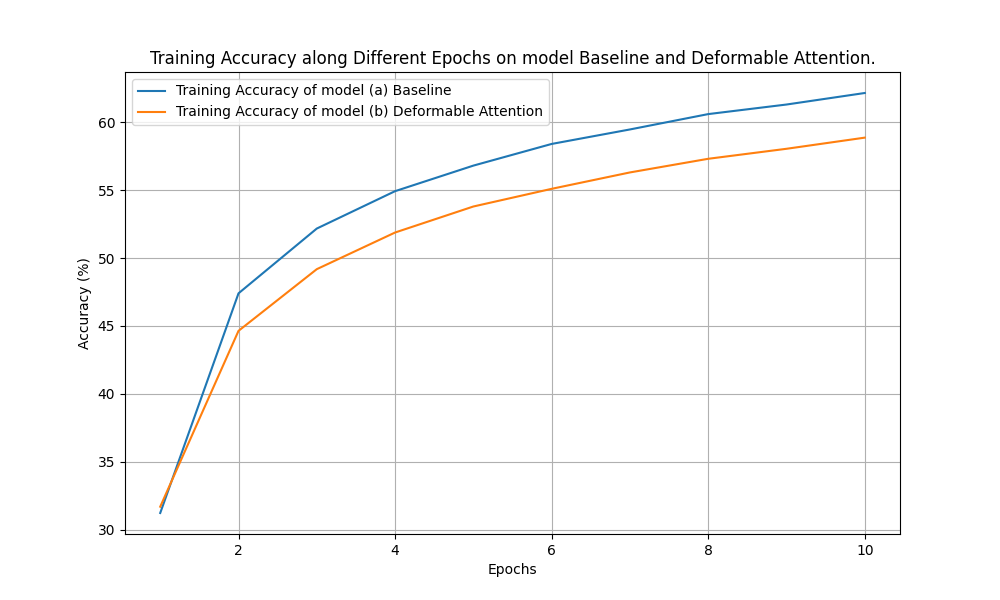 Training Accuracy along Different Epochs on model Baseline and Deformable Attention.
Training Accuracy of model (a) Baseline
Training Accuracy of model (b) Deformable Attention
Accuracy (%)
60
55
50
45
40
35
30
2 4 6 8 10
Epochs